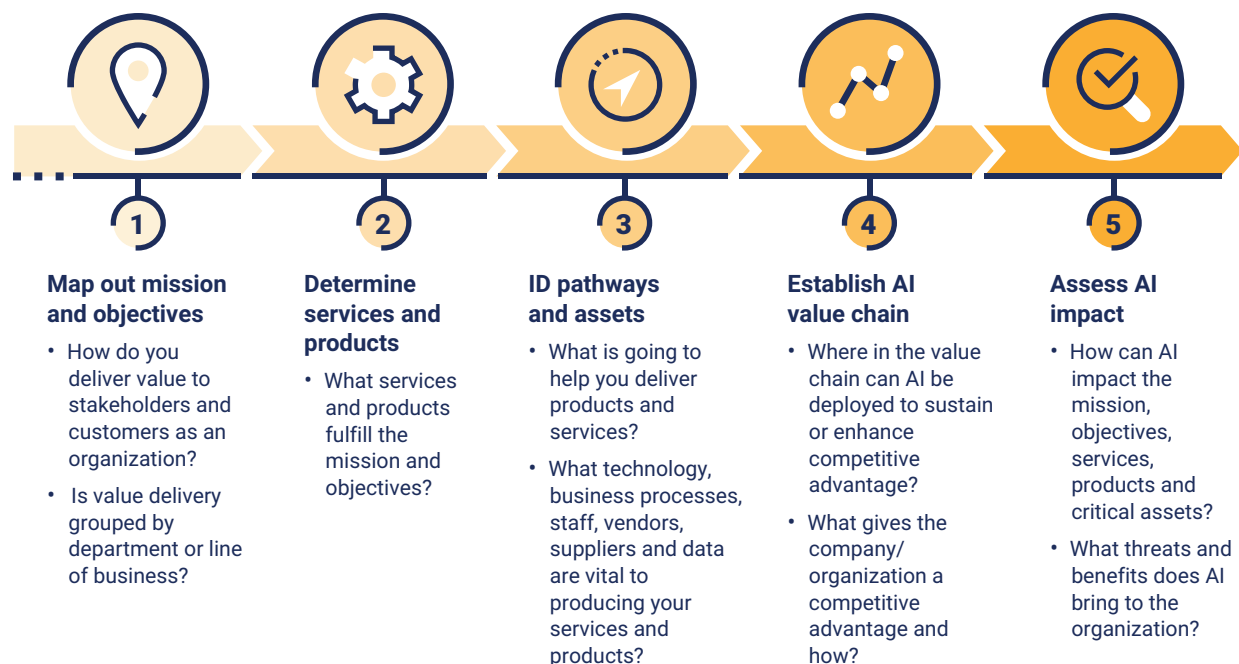 1
Map out mission
and objectives
• How do you
deliver value to
stakeholders and
customers as an
organization?
• Is value delivery
grouped by
department or line
of business?
2
Determine
services and
products
• What services
and products
fulfill the
mission and
objectives?
3
ID pathways
and assets
• What is going to
help you deliver
products and
services?
• What technology,
business processes,
staff, vendors,
suppliers and data
are vital to
producing your
services and
products?
4
Establish AI
value chain
• Where in the value
chain can AI be
deployed to sustain
or enhance
competitive
advantage?
• What gives the
company/
organization a
competitive
advantage and
how?
5
Assess AI
impact
• How can AI
impact the
mission,
objectives,
services,
products and
critical assets?
• What threats and
benefits does AI
bring to the
organization?